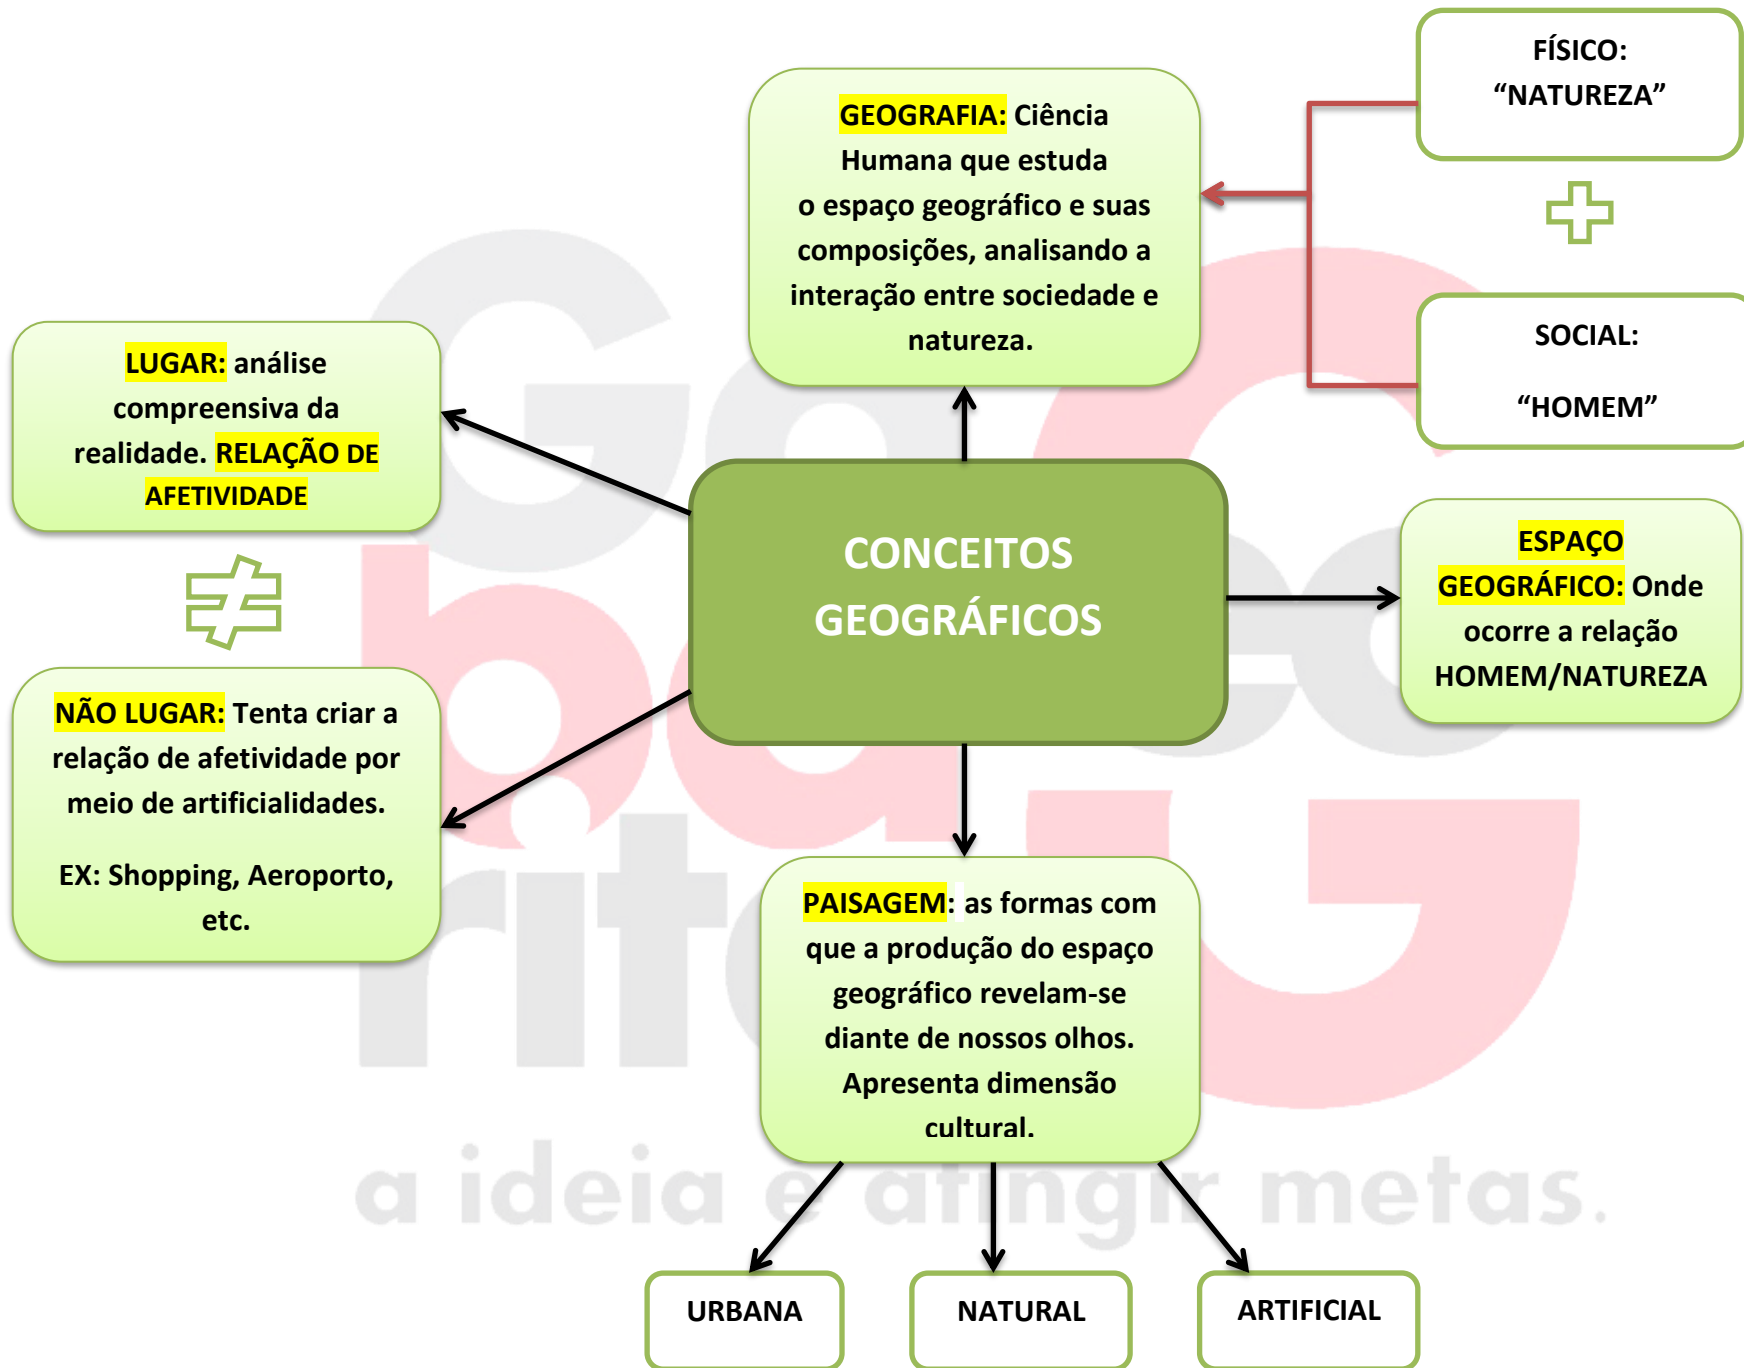 FÍSICO:
“NATUREZA”
GEOGRAFIA: Ciência
Humana que estuda
o espaço geográfico e suas
composições, analisando a
interação entre sociedade e
natureza.
SOCIAL:
“HOMEM”
LUGAR: análise
compreensiva da
realidade. RELAÇÃO DE
AFETIVIDADE
CONCEITOS
GEOGRÁFICOS
ESPAÇO
GEOGRÁFICO: Onde
ocorre a relação
HOMEM/NATUREZA
NÃO LUGAR: Tenta criar a
relação de afetividade por
meio de artificialidades.
EX: Shopping, Aeroporto,
etc.
PAISAGEM: as formas com
que a produção do espaço
geográfico revelam-se
diante de nossos olhos.
Apresenta dimensão
cultural.
a ideia é atingir metas.
URBANA
NATURAL
ARTIFICIAL